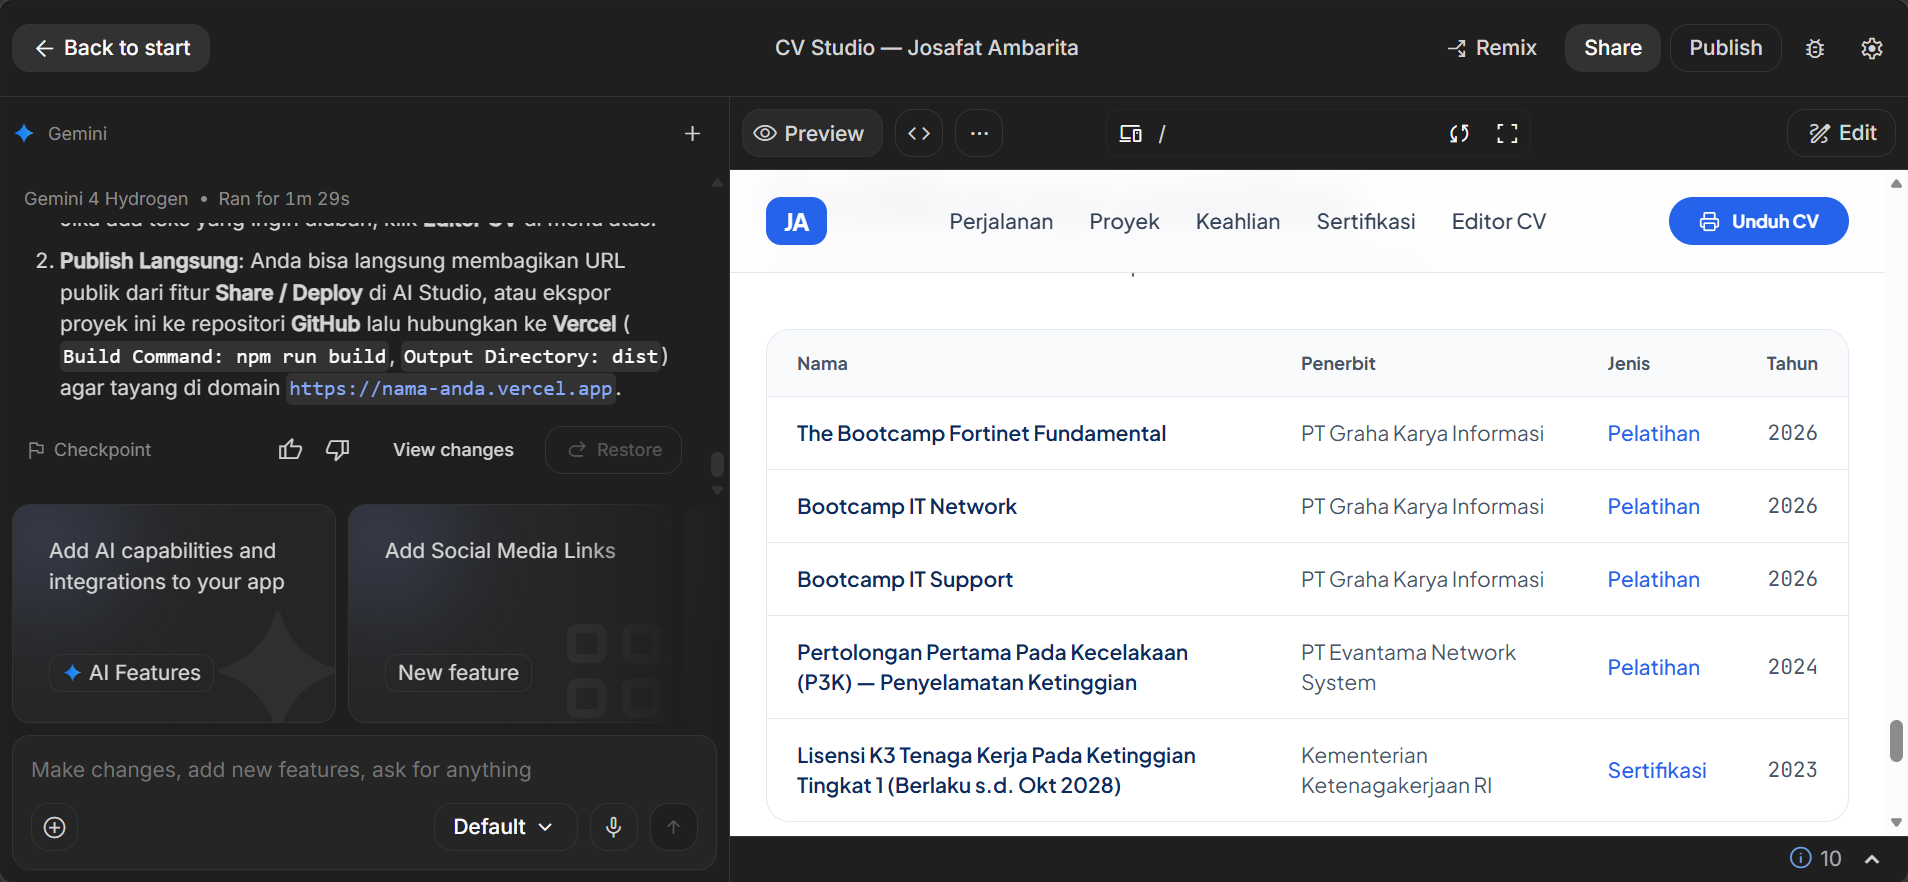 Back to start
CV Studio — Josafat Ambarita
Remix
Share
Publish
Gemini
Preview
/
Edit
Gemini 4 Hydrogen • Ran for 1m 29s
2. Publish Langsung: Anda bisa langsung membagikan URL
publik dari fitur Share / Deploy di AI Studio, atau ekspor
proyek ini ke repositori GitHub lalu hubungkan ke Vercel (
Build Command: npm run build, Output Directory: dist)
agar tayang di domain https://nama-anda.vercel.app.
Checkpoint
View changes
Restore
Add AI capabilities and
integrations to your app
AI Features
Add Social Media Links
New feature
Make changes, add new features, ask for anything
Default
JA
Perjalanan
Proyek
Keahlian
Sertifikasi
Editor CV
Unduh CV
Nama Penerbit Jenis Tahun
The Bootcamp Fortinet Fundamental PT Graha Karya Informasi Pelatihan 2026
Bootcamp IT Network PT Graha Karya Informasi Pelatihan 2026
Bootcamp IT Support PT Graha Karya Informasi Pelatihan 2026
Pertolongan Pertama Pada Kecelakaan
(P3K) — Penyelamatan Ketinggian
PT Evantama Network
System
Pelatihan
2024
Lisensi K3 Tenaga Kerja Pada Ketinggian
Tingkat 1 (Berlaku s.d. Okt 2028)
Kementerian
Ketenagakerjaan RI
Sertifikasi
2023
10